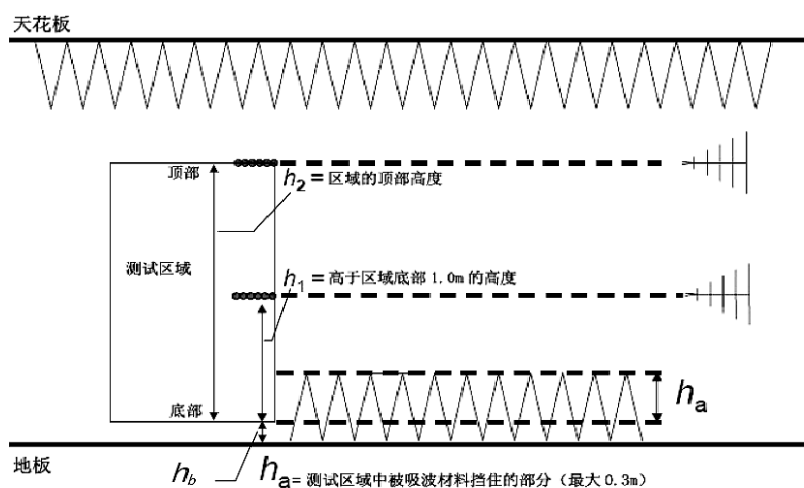 天花板
顶部
h2 = 区域的顶部高度
测试区域
h1 = 高于区域底部 1.0m 的高度
ha
底部
地板
hb
ha= 测试区域中被吸波材料挡住的部分（最大 0.3m）